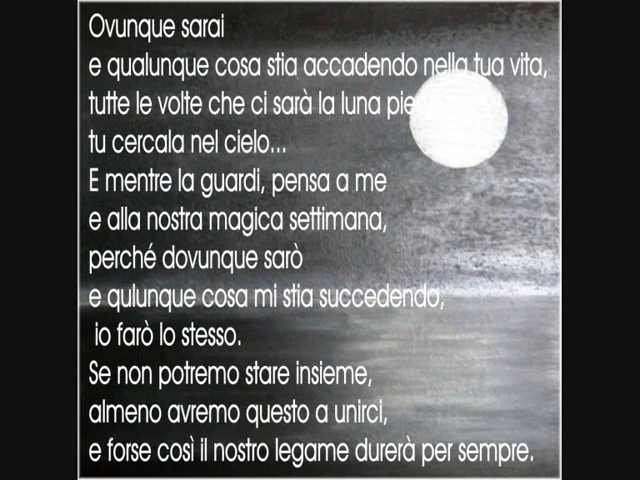 Ovunque sarai
e qualunque cosa stia accadendo nella tua vita,
tutte le volte che ci sarà la luna piena
tu cercala nel cielo...
E mentre la guardi, pensa a me
e alla nostra magica settimana,
perché dovunque sarò
e qulunque cosa mi stia succedendo,
io farò lo stesso.
Se non potremo stare insieme,
almeno avremo questo a unirci,
e forse così il nostro legame durerà per sempre.